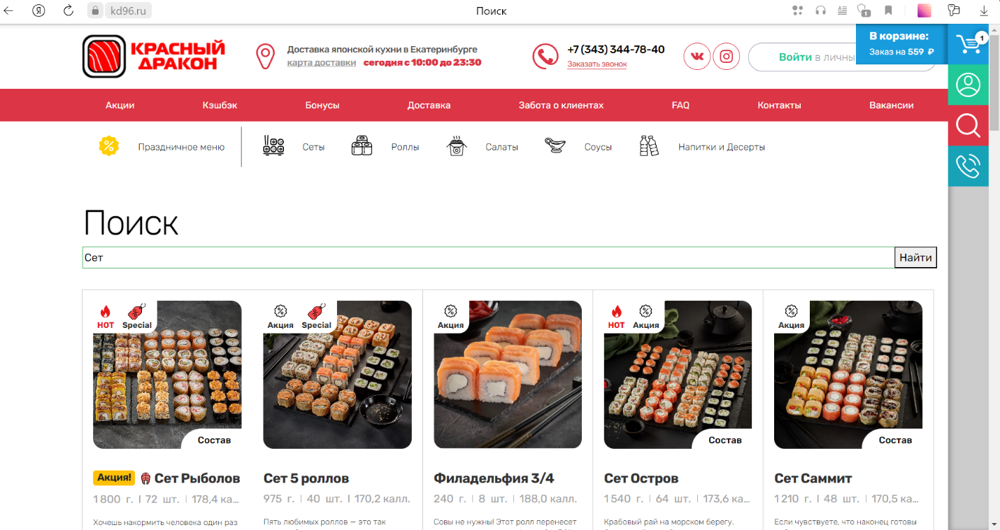 kd96.ru
Поиск
1
КРАСНЫЙ
ДРАКОН
Доставка японской кухни в Екатеринбурге
карта доставки сегодня с 10:00 до 23:30
+7 (343) 344-78-40
Заказать звонок
Войти в личны
В корзине:
Заказ на 559 ₽
1
Акции Кэшбэк Бонусы Доставка Забота о клиентах FAQ Контакты Вакансии
Праздничное меню Сеты Роллы Салаты Соусы Напитки и Десерты
Поиск
Сет Найти
HOT Special
Состав
Акция! Сет Рыболов
1 800 г. | 72 шт. | 178,4 ка...
Хочешь накормить человека один раз
Акция Special
Сет 5 роллов
975 г. | 40 шт. | 170,2 калл.
Пять любимых роллов — это так
Акция
Филадельфия 3/4
240 г. | 8 шт. | 188,0 калл.
Совы не нужны! Этот ролл перенесет
HOT Акция
Состав
Сет Остров
1 540 г. | 64 шт. | 173,6 ка...
Крабовый рай на морском берегу.
Акция
Состав
Сет Саммит
1 210 г. | 48 шт. | 170,5 ка...
Если чувствуете, что наконец готовы